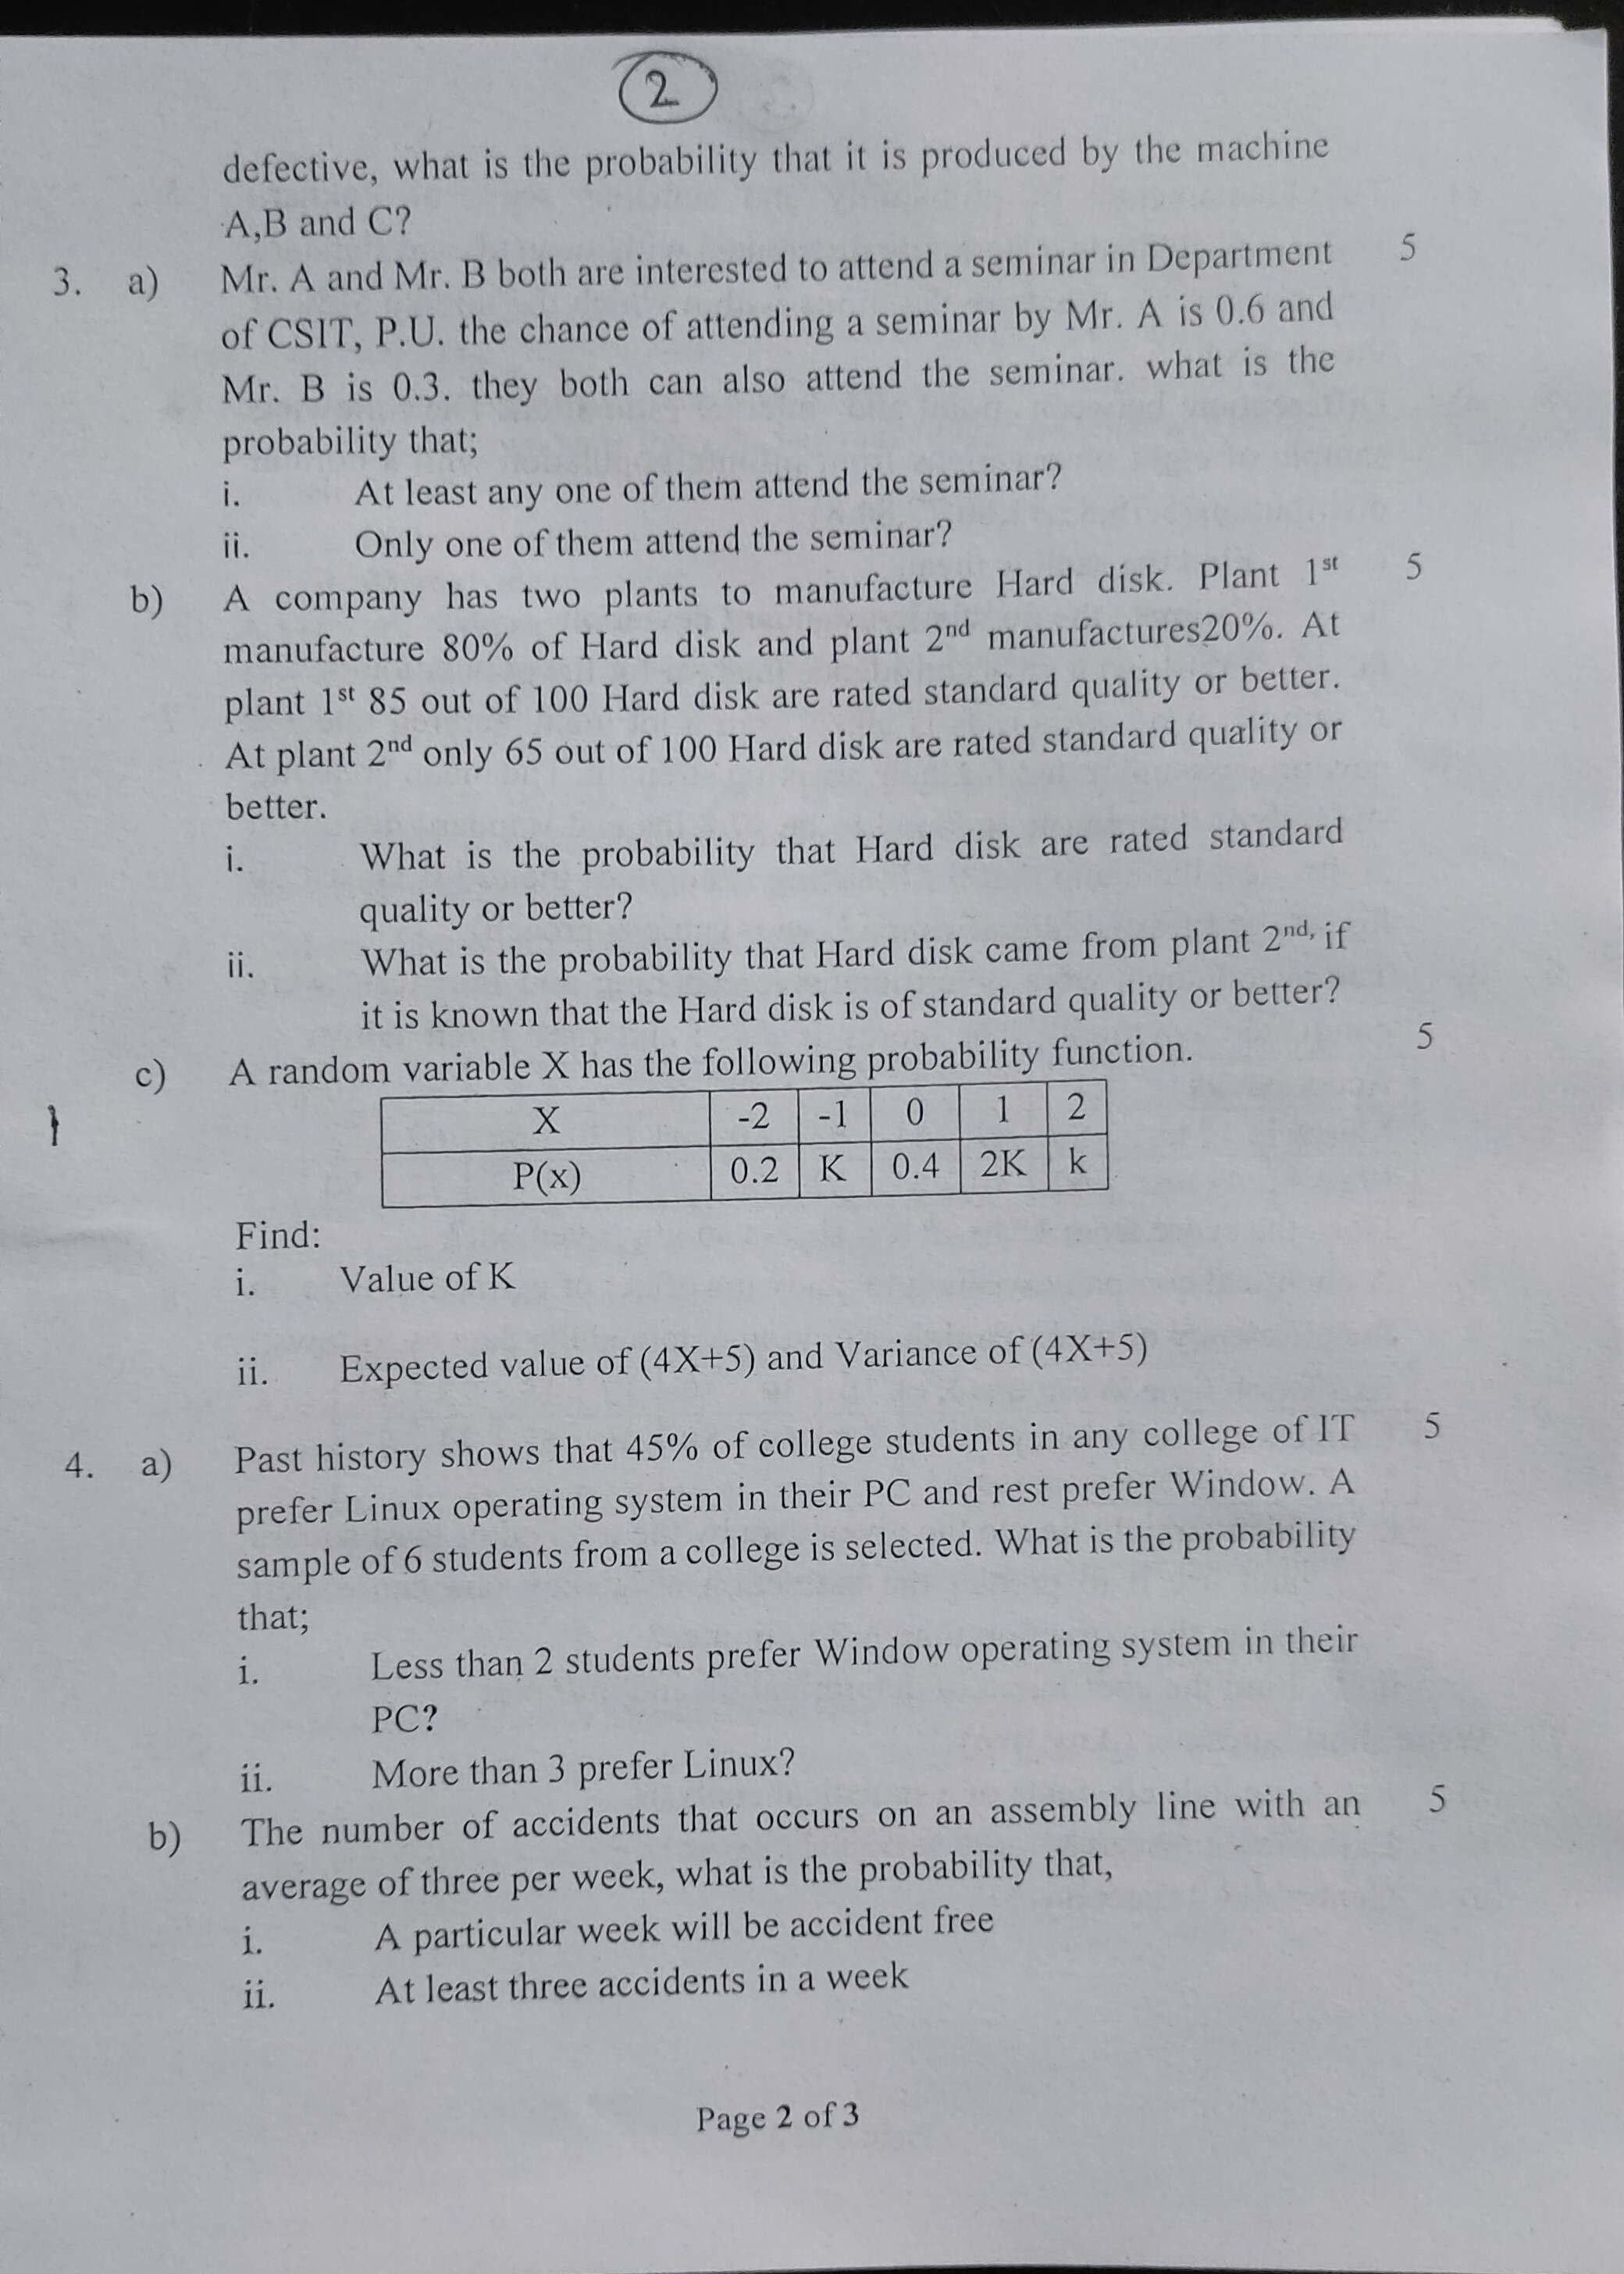 2
defective, what is the probability that it is produced by the machine
A,B and C?
3. a) Mr. A and Mr. B both are interested to attend a seminar in Department 5
of CSIT, P.U. the chance of attending a seminar by Mr. A is 0.6 and
Mr. B is 0.3. they both can also attend the seminar. what is the
probability that;
i. At least any one of them attend the seminar?
ii. Only one of them attend the seminar?
b) A company has two plants to manufacture Hard disk. Plant 1st 5
manufacture 80% of Hard disk and plant 2nd manufactures20%. At
plant 1st 85 out of 100 Hard disk are rated standard quality or better.
At plant 2nd only 65 out of 100 Hard disk are rated standard quality or
better.
i. What is the probability that Hard disk are rated standard
quality or better?
ii. What is the probability that Hard disk came from plant 2nd, if
it is known that the Hard disk is of standard quality or better?
c) A random variable X has the following probability function. 5
X -2 -1 0 1 2
P(x) 0.2 K 0.4 2K k
Find:
i. Value of K
ii. Expected value of (4X+5) and Variance of (4X+5)
4. a) Past history shows that 45% of college students in any college of IT 5
prefer Linux operating system in their PC and rest prefer Window. A
sample of 6 students from a college is selected. What is the probability
that;
i. Less than 2 students prefer Window operating system in their
PC?
ii. More than 3 prefer Linux?
b) The number of accidents that occurs on an assembly line with an 5
average of three per week, what is the probability that,
i. A particular week will be accident free
ii. At least three accidents in a week
Page 2 of 3